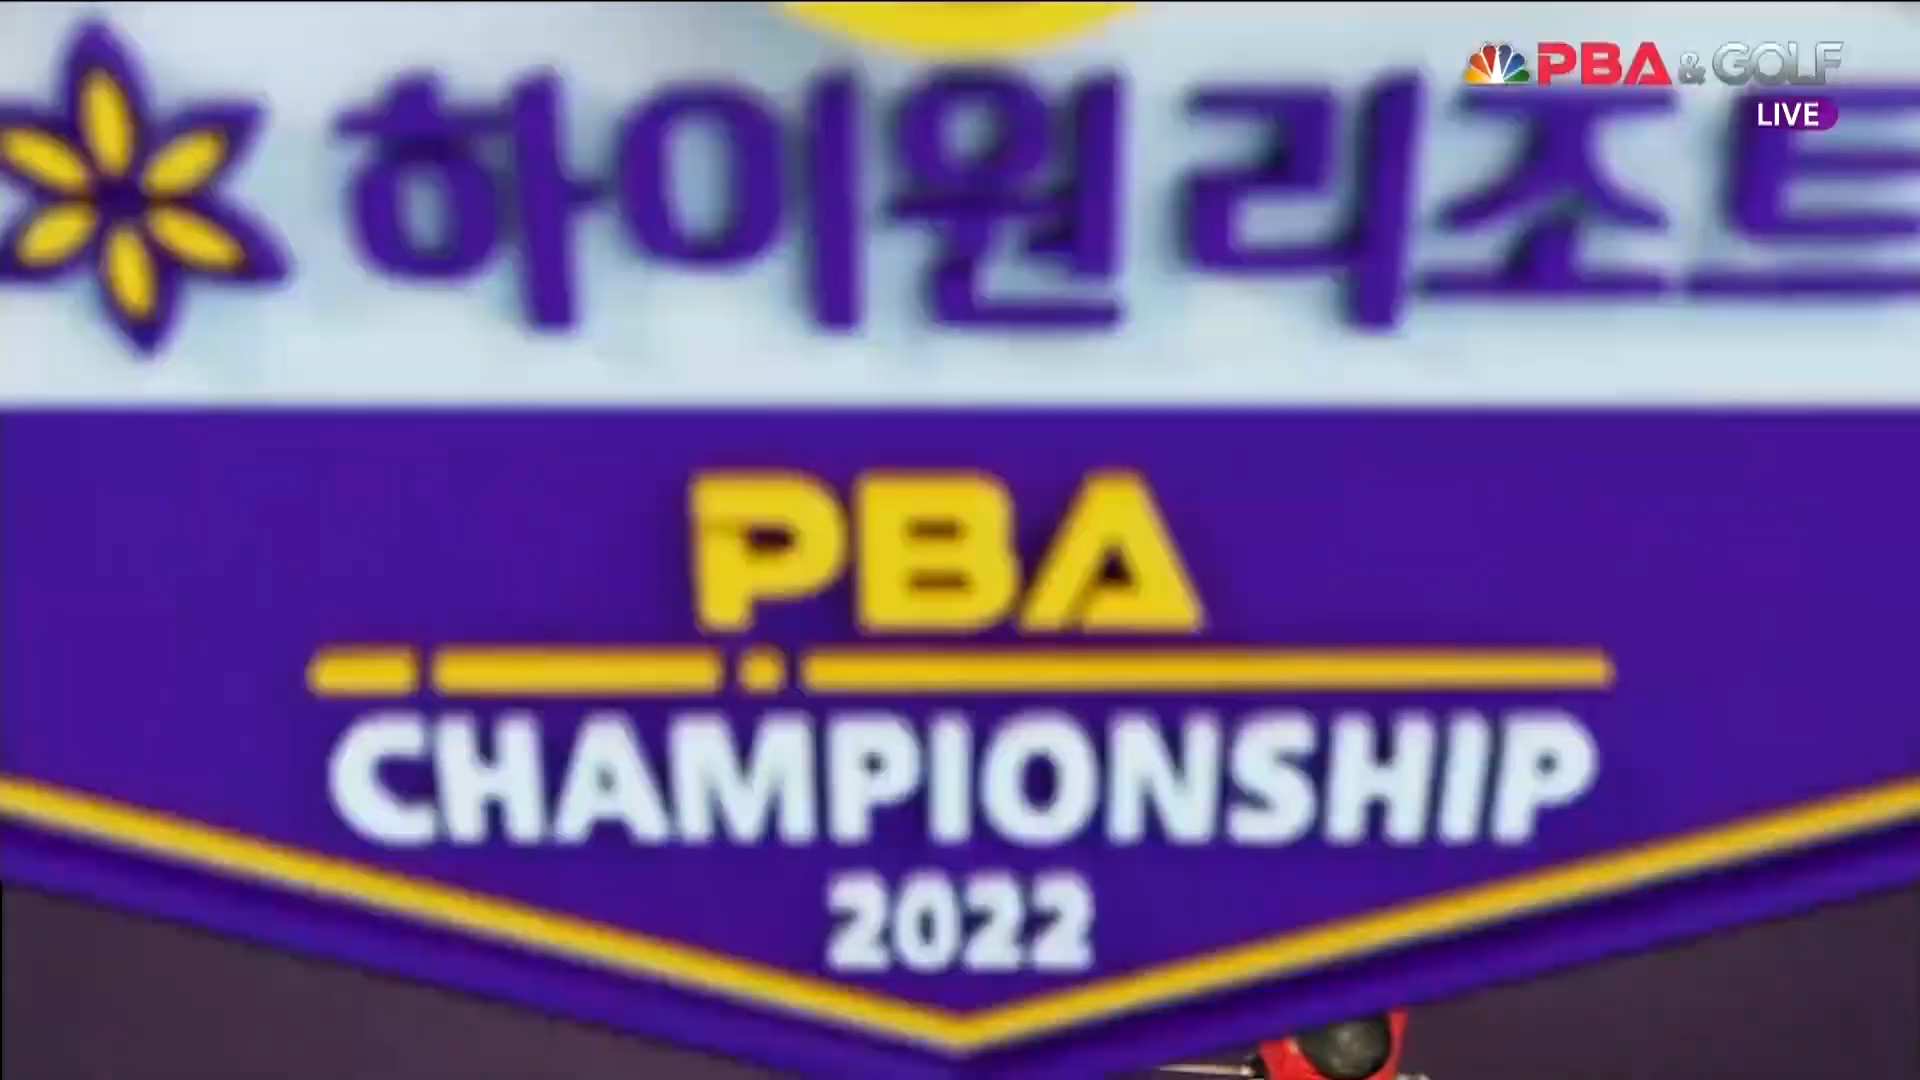 PBA & GOLF
LIVE
하이원리조트
PBA
CHAMPIONSHIP
2022